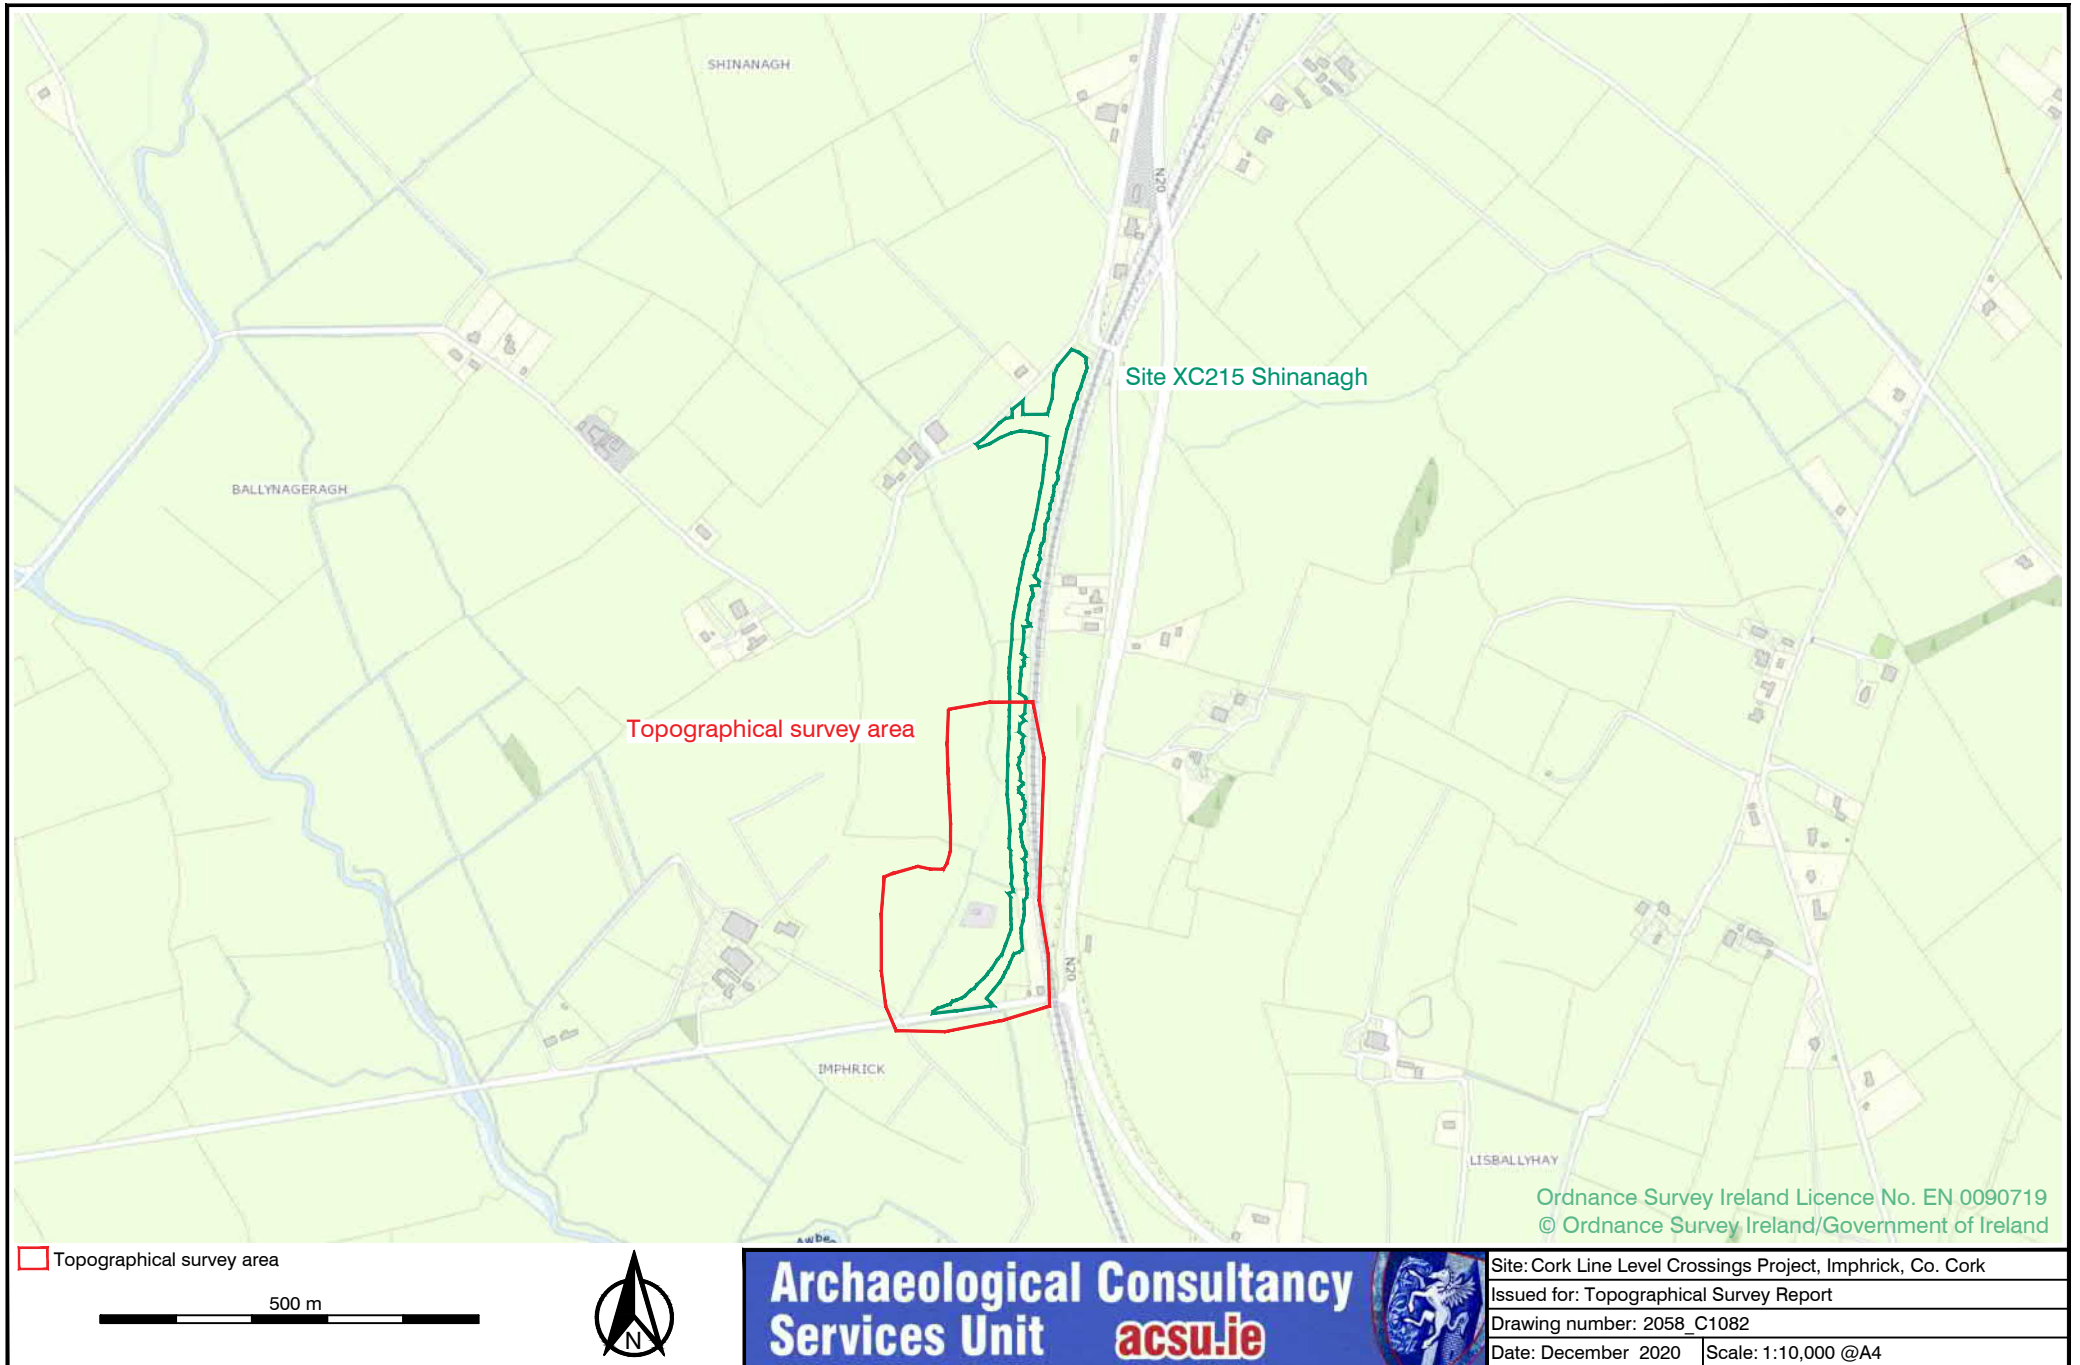 SHINANAGH
N20
Site XC215 Shinanagh
BALLYNAGERAGH
Topographical survey area
N20
IMPHRICK
LISBALLYHAY
Ordnance Survey Ireland Licence No. EN 0090719
© Ordnance Survey Ireland/Government of Ireland
Topographical survey area
500 m
N
Archaeological Consultancy
Services Unit acsu.ie
Site: Cork Line Level Crossings Project, Imphrick, Co. Cork
Issued for: Topographical Survey Report
Drawing number: 2058_C1082
Date: December 2020 Scale: 1:10,000 @A4